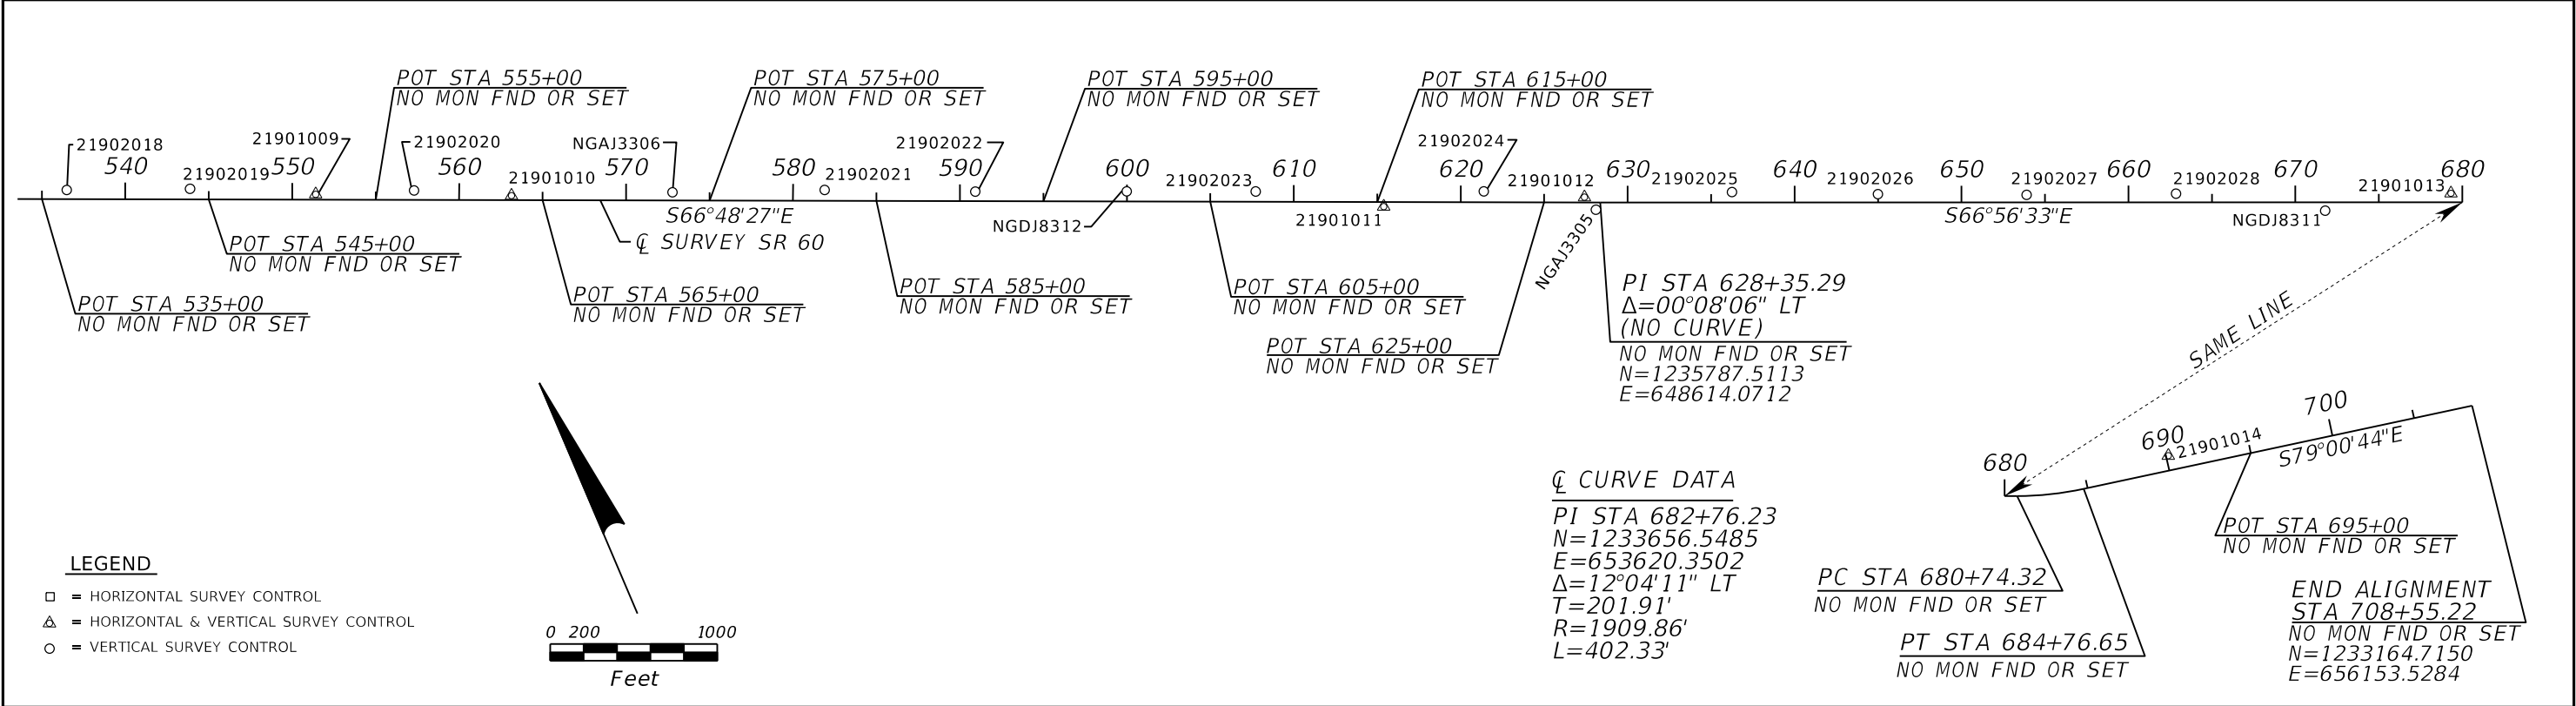 POT STA 555+00
NO MON FND OR SET
POT STA 575+00
NO MON FND OR SET
POT STA 595+00
NO MON FND OR SET
POT STA 615+00
NO MON FND OR SET
21902018
21901009
21902020
NGAJ3306
21902022
21902024
540
21902019
550
560
21901010
570
580
21902021
590
600
21902023
610
620
21901012
630
21902025
640
21902026
650
21902027
660
21902028
670
21901013
680
S66°48'27"E
NGDJ8312
21901011
NGAJ3305
S66°56'33"E
NGDJ8311
℄ SURVEY SR 60
POT STA 545+00
NO MON FND OR SET
POT STA 535+00
NO MON FND OR SET
POT STA 565+00
NO MON FND OR SET
POT STA 585+00
NO MON FND OR SET
POT STA 605+00
NO MON FND OR SET
POT STA 625+00
NO MON FND OR SET
PI STA 628+35.29
Δ=00°08'06" LT
(NO CURVE)
NO MON FND OR SET
N=1235787.5113
E=648614.0712
SAME LINE
680
690
21901014
700
S79°00'44"E
℄ CURVE DATA
PI STA 682+76.23
N=1233656.5485
E=653620.3502
Δ=12°04'11" LT
T=201.91'
R=1909.86'
L=402.33'
PC STA 680+74.32
NO MON FND OR SET
PT STA 684+76.65
NO MON FND OR SET
POT STA 695+00
NO MON FND OR SET
END ALIGNMENT
STA 708+55.22
NO MON FND OR SET
N=1233164.7150
E=656153.5284
LEGEND
= HORIZONTAL SURVEY CONTROL
= HORIZONTAL & VERTICAL SURVEY CONTROL
= VERTICAL SURVEY CONTROL
0 200 1000
Feet